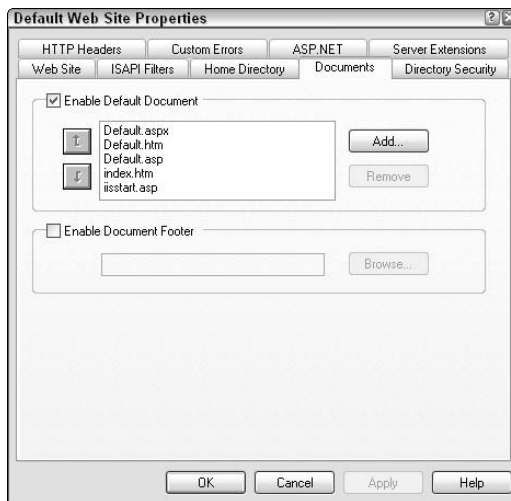 Default Web Site Properties
HTTP Headers Custom Errors ASP.NET Server Extensions
Web Site ISAPI Filters Home Directory Documents Directory Security
Enable Default Document
Default.aspx
Default.htm
Default.asp
index.htm
iisstart.asp
Add...
Remove
Enable Document Footer
Browse...
OK Cancel Apply Help